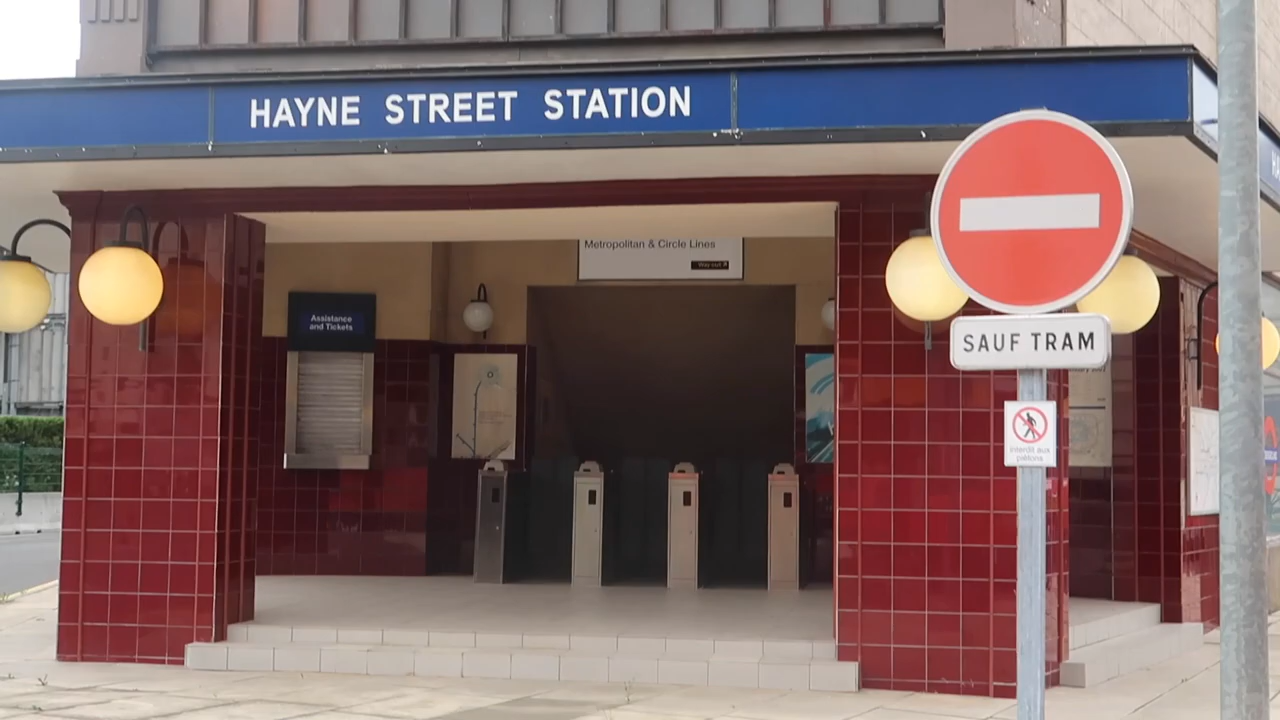 HAYNE STREET STATION
Metropolitan & Circle Lines
Way out
Assistance
and Tickets
SAUF TRAM
Interdit aux
piétons